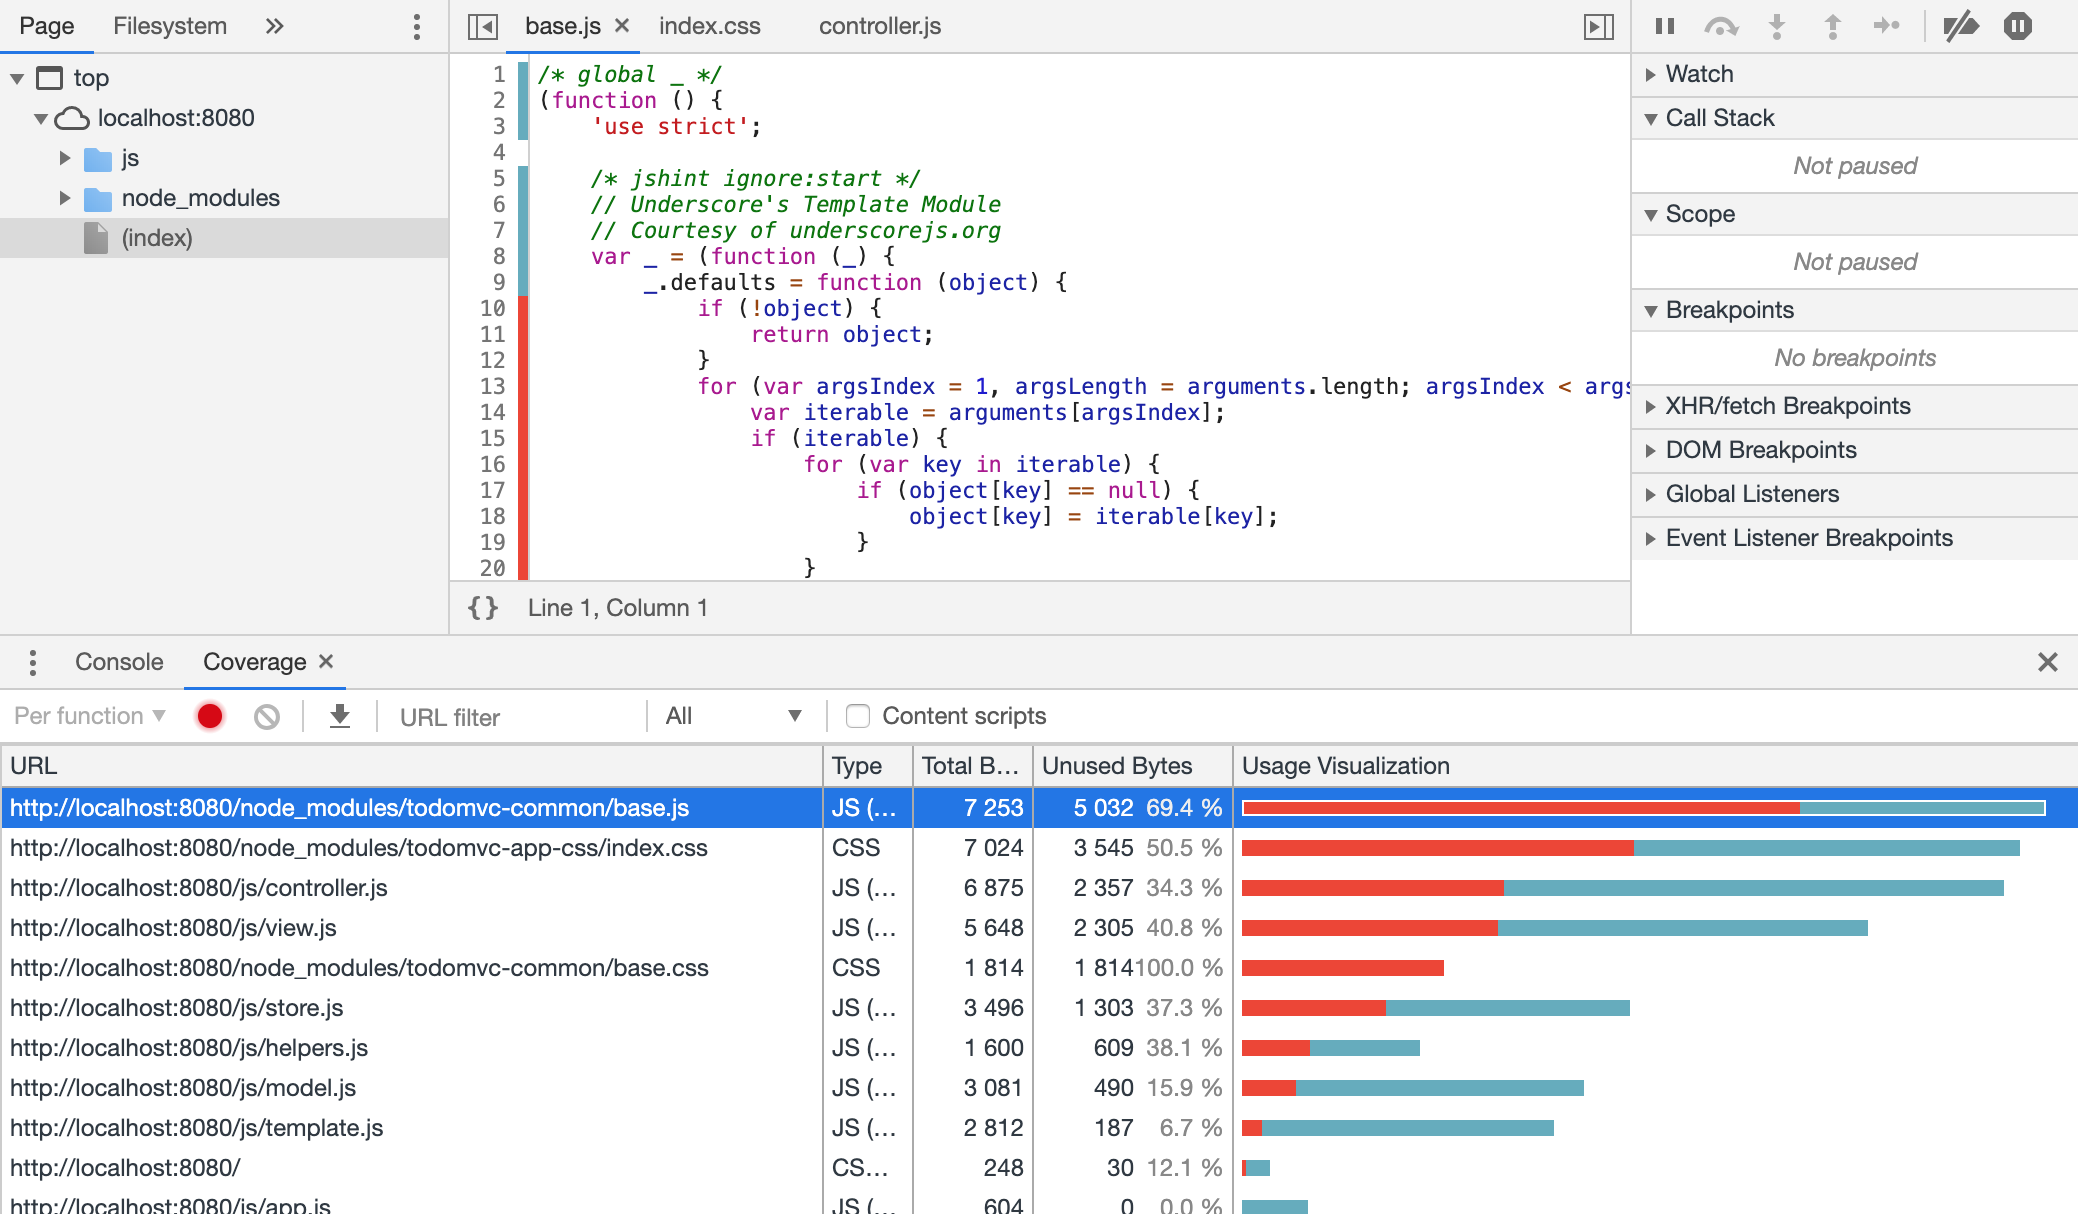 Page Filesystem »
top
localhost:8080
js
node_modules
(index)
base.js × index.css controller.js
1 /* global _ */
2 (function () {
3 'use strict';
4
5 /* jshint ignore:start */
6 // Underscore's Template Module
7 // Courtesy of underscorejs.org
8 var _ = (function (_) {
9 _.defaults = function (object) {
10 if (!object) {
11 return object;
12 }
13 for (var argsIndex = 1, argsLength = arguments.length; argsIndex < args
14 var iterable = arguments[argsIndex];
15 if (iterable) {
16 for (var key in iterable) {
17 if (object[key] == null) {
18 object[key] = iterable[key];
19 }
20 }
{} Line 1, Column 1
Watch
Call Stack
Not paused
Scope
Not paused
Breakpoints
No breakpoints
XHR/fetch Breakpoints
DOM Breakpoints
Global Listeners
Event Listener Breakpoints
Console Coverage ×
Per function URL filter All Content scripts
URL Type Total B... Unused Bytes Usage Visualization
http://localhost:8080/node_modules/todomvc-common/base.js JS (... 7 253 5 032 69.4 %
http://localhost:8080/node_modules/todomvc-app-css/index.css CSS 7 024 3 545 50.5 %
http://localhost:8080/js/controller.js JS (... 6 875 2 357 34.3 %
http://localhost:8080/js/view.js JS (... 5 648 2 305 40.8 %
http://localhost:8080/node_modules/todomvc-common/base.css CSS 1 814 1 814 100.0 %
http://localhost:8080/js/store.js JS (... 3 496 1 303 37.3 %
http://localhost:8080/js/helpers.js JS (... 1 600 609 38.1 %
http://localhost:8080/js/model.js JS (... 3 081 490 15.9 %
http://localhost:8080/js/template.js JS (... 2 812 187 6.7 %
http://localhost:8080/ CS... 248 30 12.1 %
http://localhost:8080/js/app.js JS (... 604 0 0.0 %